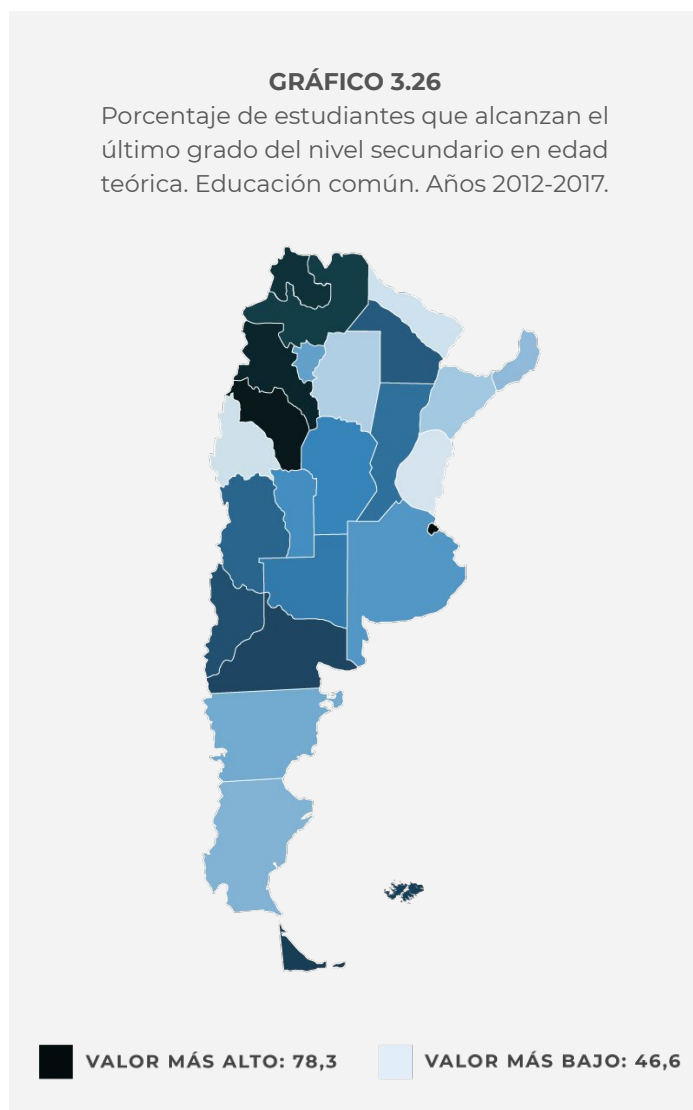 GRÁFICO 3.26
Porcentaje de estudiantes que alcanzan el
último grado del nivel secundario en edad
teórica. Educación común. Años 2012-2017.
VALOR MÁS ALTO: 78,3
VALOR MÁS BAJO: 46,6